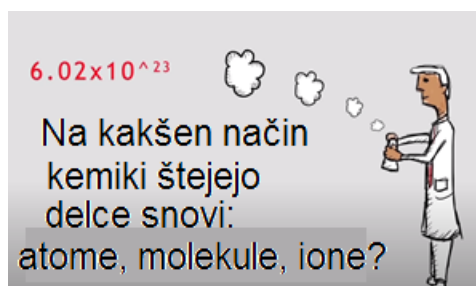 6.02x10^23
Na kakšen način
kemiki štejejo
delce snovi:
atome, molekule, ione?